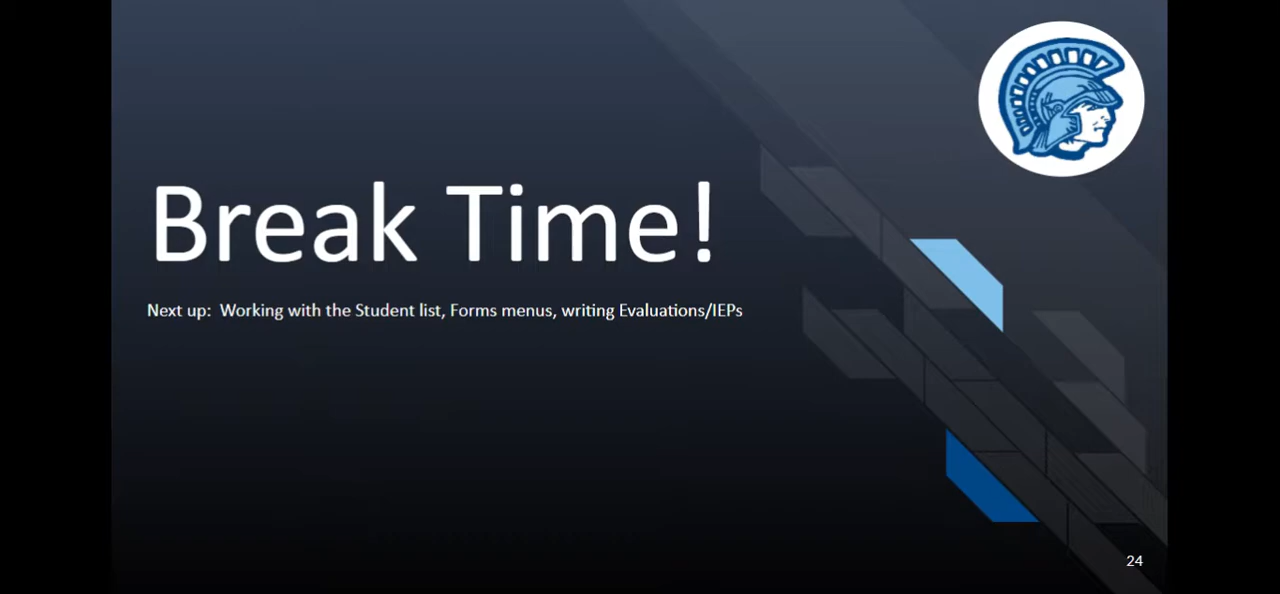 Break Time!
Next up:  Working with the Student list, Forms menus, writing Evaluations/IEPs
24